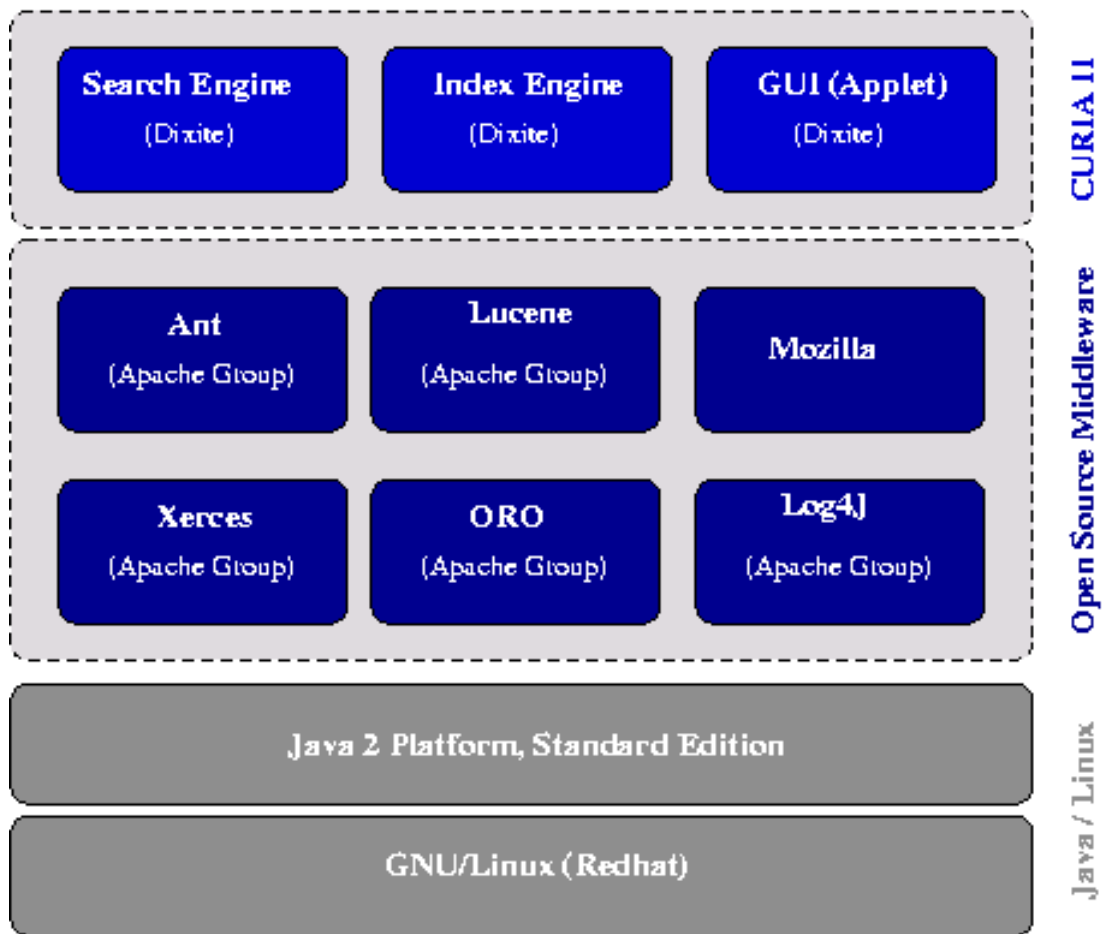 Search Engine
(Dixite)
Index Engine
(Dixite)
GUI (Applet)
(Dixite)
CURIA II
Ant
(Apache Group)
Lucene
(Apache Group)
Mozilla
Xerces
(Apache Group)
ORO
(Apache Group)
Log4J
(Apache Group)
Open Source Middleware
Java 2 Platform, Standard Edition
GNU/Linux (Redhat)
Java / Linux